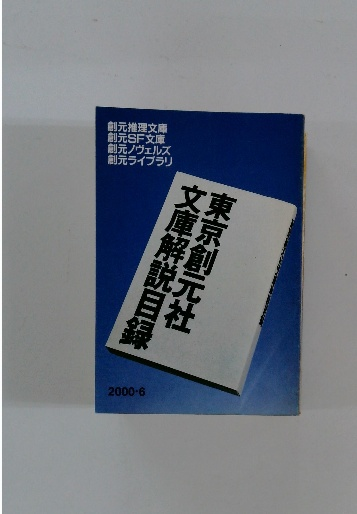 創元推理文庫
創元SF文庫
創元ノヴェルズ
創元ライブラリ
東京創元社
文庫解説目録
2000・6